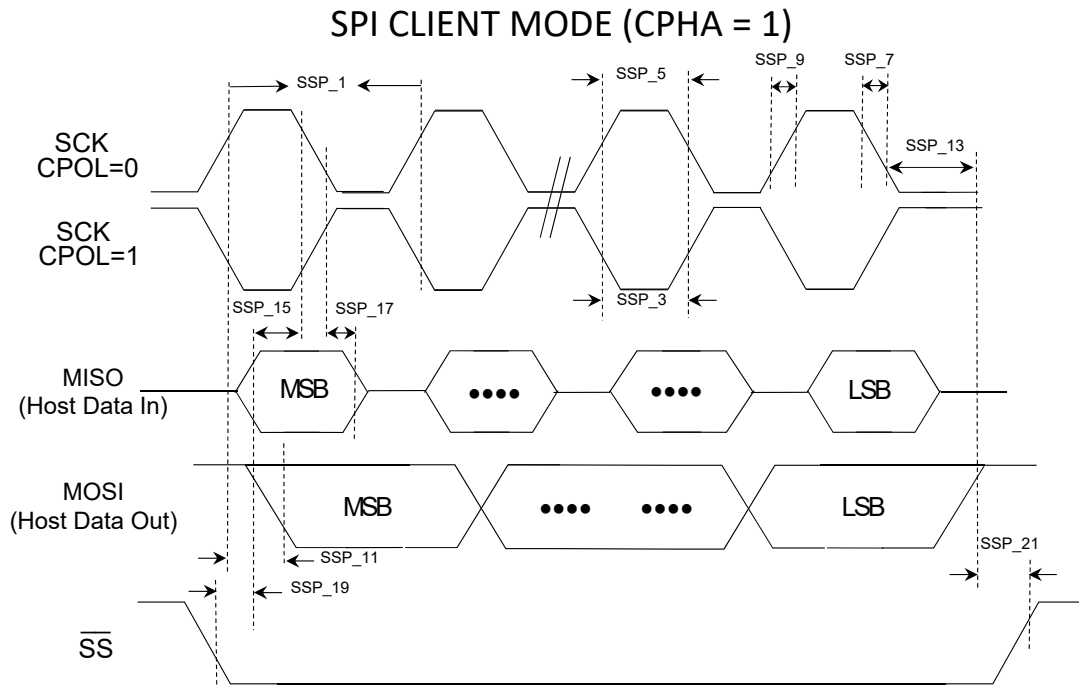 SPI CLIENT MODE (CPHA = 1)
SSP_1
SSP_5
SSP_9
SSP_7
SCK
CPOL=0
SSP_13
SCK
CPOL=1
SSP_15
SSP_17
SSP_3
MISO
(Host Data In)
MSB
LSB
MOSI
(Host Data Out)
MSB
LSB
SSP_11
SSP_21
SSP_19
SS